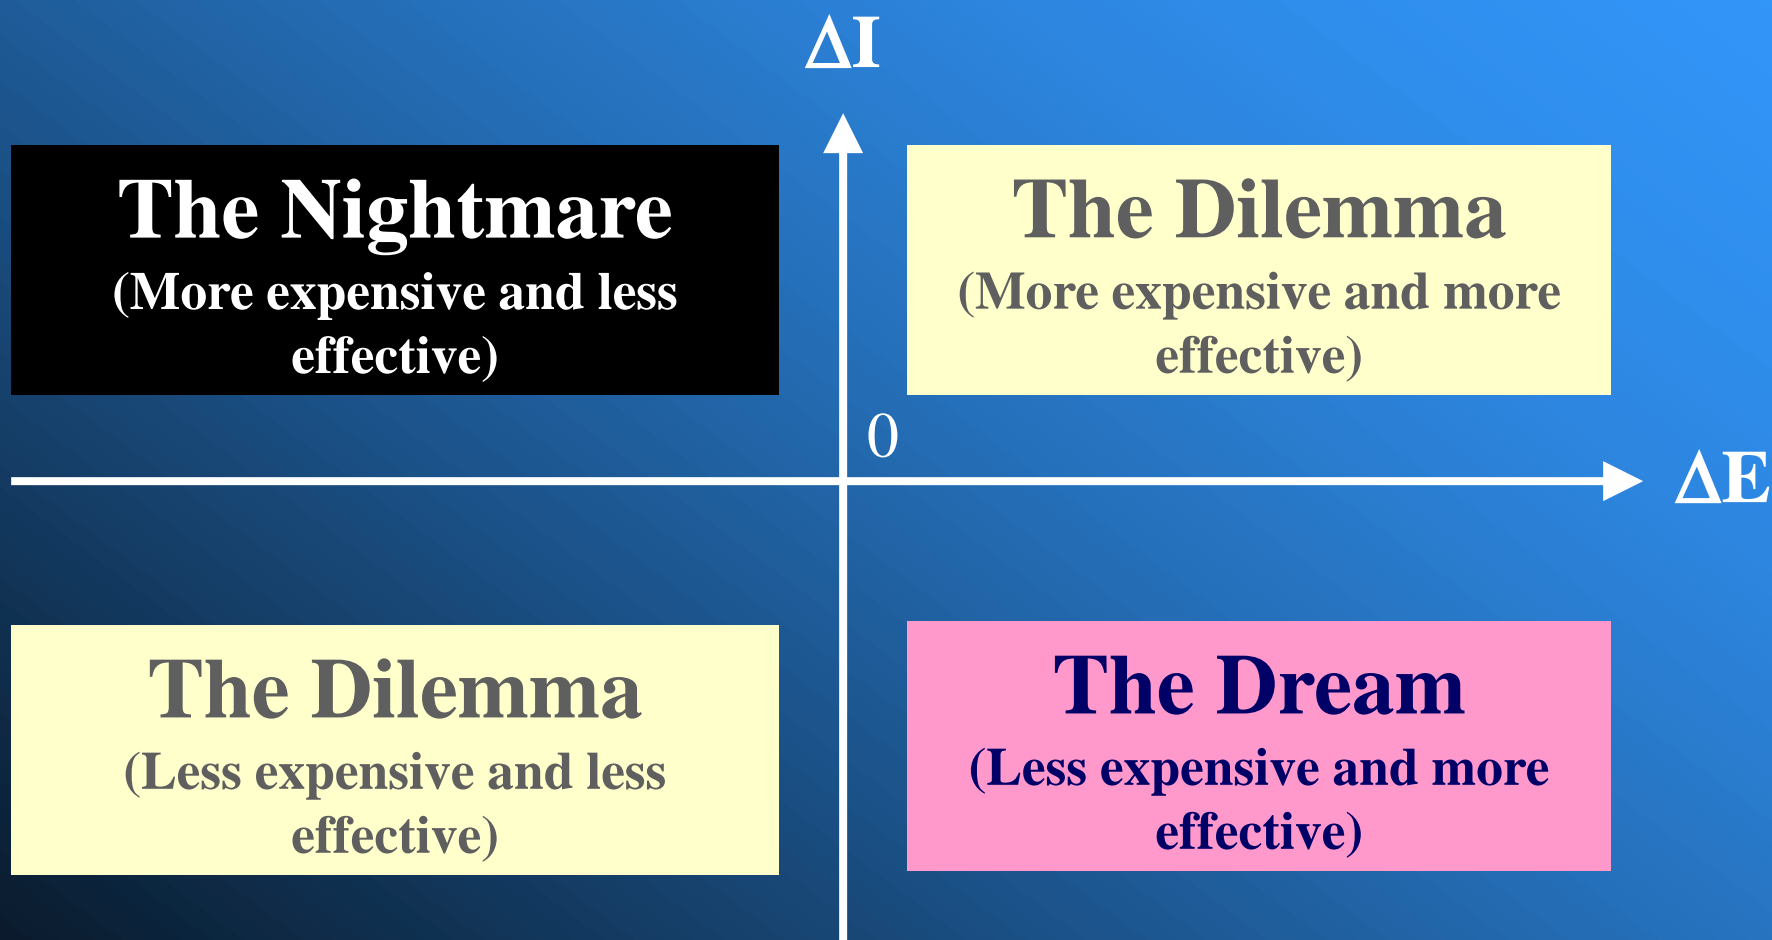 ΔI
The Nightmare
(More expensive and less
effective)
The Dilemma
(More expensive and more
effective)
0
ΔE
The Dilemma
(Less expensive and less
effective)
The Dream
(Less expensive and more
effective)